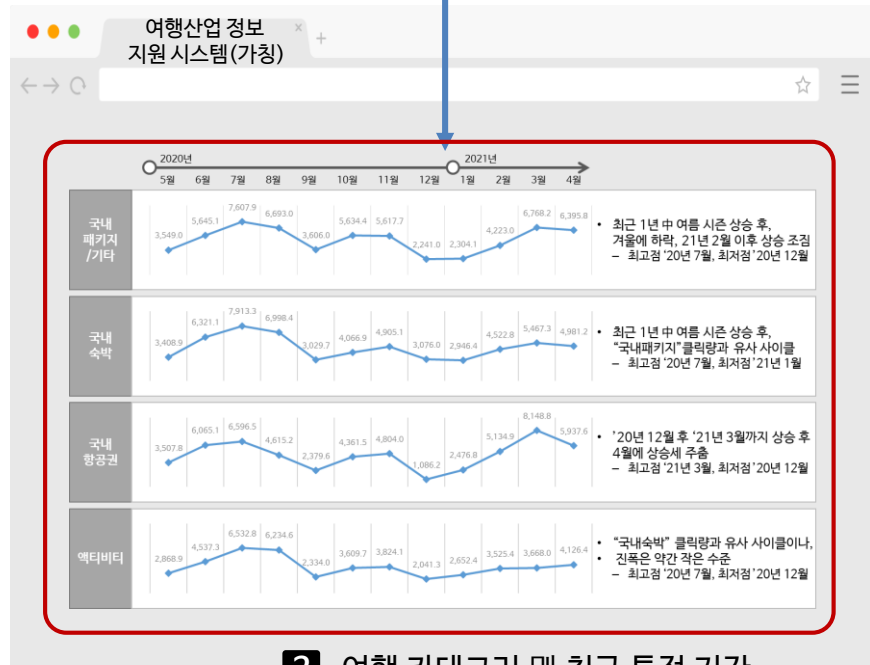 여행산업 정보
지원 시스템(가칭)
2020년
2021년
5월 6월 7월 8월 9월 10월 11월 12월 1월 2월 3월 4월
국내
패키지
/기타
3,549.0 5,645.1 7,607.9 6,693.0 3,606.0 5,634.4 5,617.7 2,241.0 2,304.1 4,223.0 6,768.2 6,395.8
• 최근 1년 中 여름 시즌 상승 후,
겨울에 하락, 21년 2월 이후 상승 조짐
– 최고점 ‘20년 7월, 최저점 ’20년 12월
국내
숙박
3,408.9 6,321.1 7,913.3 6,998.4 3,029.7 4,066.9 4,905.1 3,076.0 2,946.4 4,522.8 5,467.3 4,981.2
• 최근 1년 中 여름 시즌 상승 후,
“국내패키지”클릭량과 유사 사이클
– 최고점 ‘20년 7월, 최저점 ’21년 1월
국내
항공권
3,507.8 6,065.1 6,596.5 4,615.2 2,379.6 4,361.5 4,804.0 1,086.2 2,476.8 5,134.9 8,148.8 5,937.6
• ’20년 12월 후 ‘21년 3월까지 상승 후
4월에 상승세 주춤
– 최고점 ‘21년 3월, 최저점 ’20년 12월
액티비티
2,868.9 4,537.3 6,532.8 6,234.6 2,334.0 3,609.7 3,824.1 2,041.3 2,652.4 3,525.4 3,668.0 4,126.4
• “국내숙박” 클릭량과 유사 사이클이나,
• 진폭은 약간 작은 수준
– 최고점 ‘20년 7월, 최저점 ’20년 12월